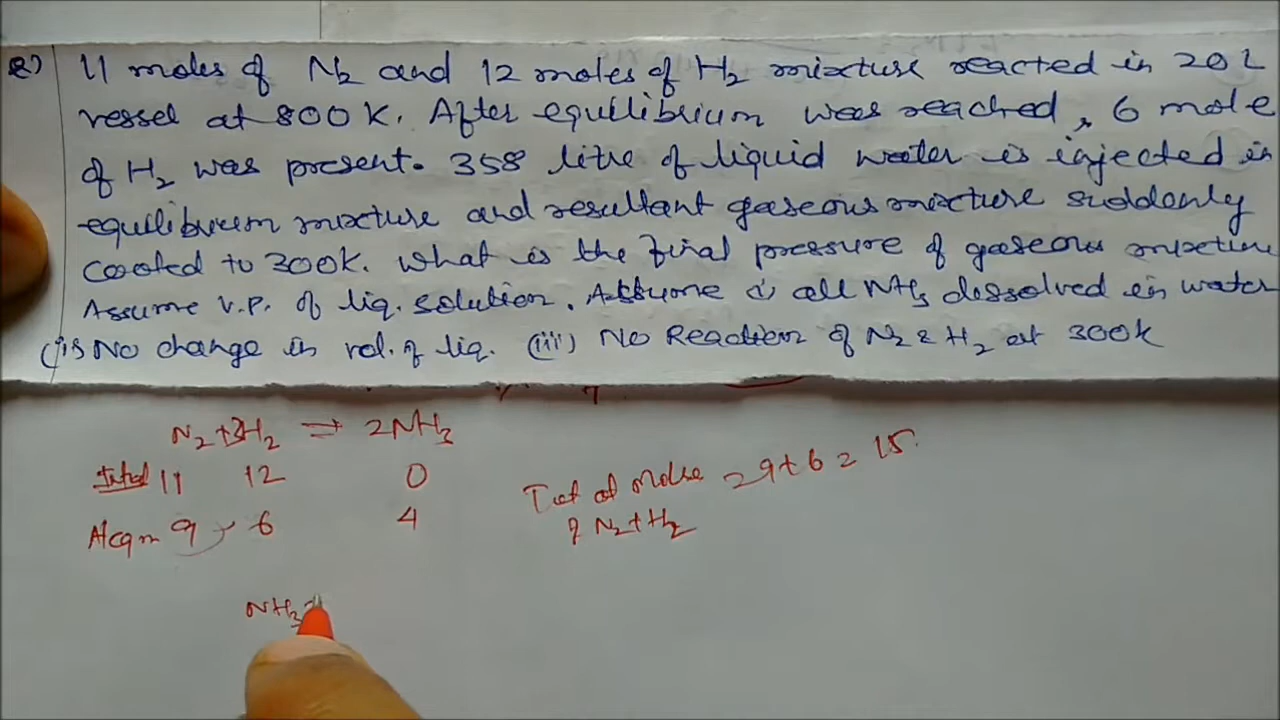 Q) 11 moles of N2 and 12 moles of H2 mixture reacted in 20 L
vessel at 800 K. After equilibrium was reached, 6 mole
of H2 was present. 358 litre of liquid water is injected in
equilibrium mixture and resultant gaseous mixture suddenly
cooled to 300k. what is the final pressure of gaseous mixture
Assume V.P. of liq. solution. Assume (i) all NH3 dissolved in water
(ii) No change in vol. of liq. (iii) No Reaction of N2 & H2 at 300k
N2 + 3H2 ⇌ 2NH3
Initial 11 12 0
At eqm 9 6 4
Tot of Mole = 9 + 6 = 15
of N2 + H2
NH3 =